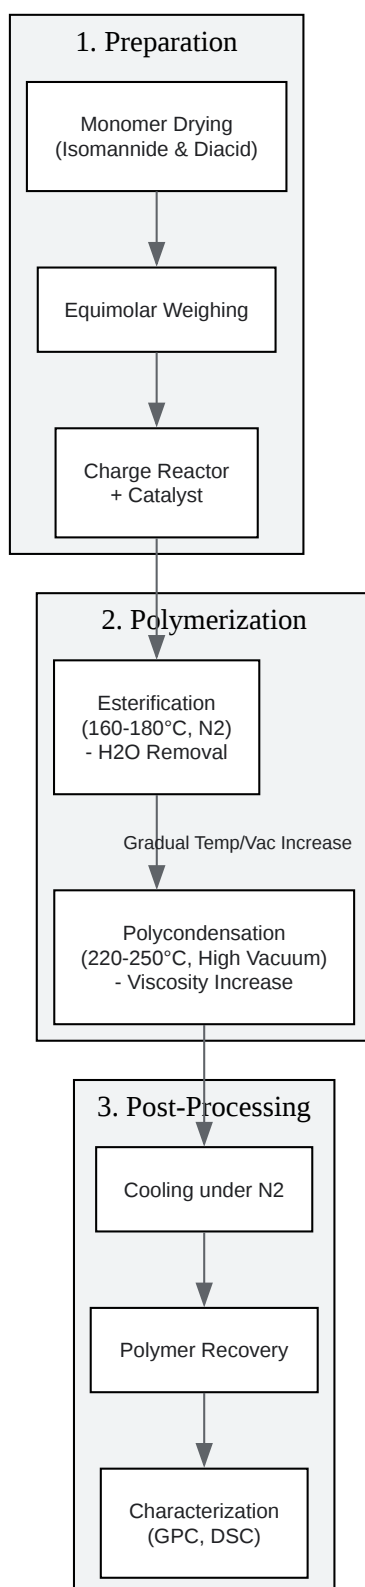 1. Preparation
Monomer Drying
(Isomannide & Diacid)
Equimolar Weighing
Charge Reactor
+ Catalyst
2. Polymerization
Esterification
(160-180°C, N2)
- H2O Removal
Gradual Temp/Vac Increase
Polycondensation
(220-250°C, High Vacuum)
- Viscosity Increase
3. Post-Processing
Cooling under N2
Polymer Recovery
Characterization
(GPC, DSC)